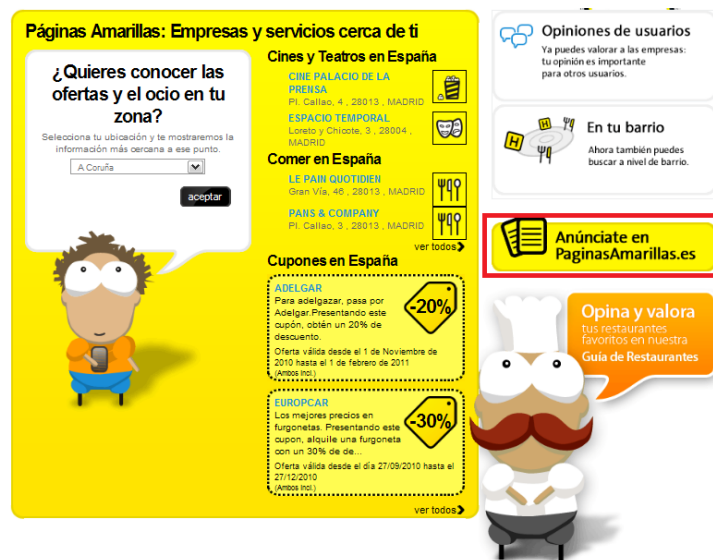 Páginas Amarillas: Empresas y servicios cerca de ti
¿Quieres conocer las
ofertas y el ocio en tu
zona?
Selecciona tu ubicación y te mostraremos la
información más cercana a ese punto.
A Coruña
aceptar
Cines y Teatros en España
CINE PALACIO DE LA
PRENSA
Pl. Callao, 4 , 28013 , MADRID
ESPACIO TEMPORAL
Loreto y Chicote, 3 , 28004 ,
MADRID
Comer en España
LE PAIN QUOTIDIEN
Gran Vía, 46 , 28013 , MADRID
PANS & COMPANY
Pl. Callao, 3 , 28013 , MADRID
ver todos
Cupones en España
ADELGAR
Para adelgazar, pasa por
Adelgar.Presentando este
cupón, obtén un 20% de
descuento.
-20%
Oferta válida desde el 1 de Noviembre de
2010 hasta el 1 de febrero de 2011
(Ambos incl.)
EUROPCAR
Los mejores precios en
furgonetas. Presentando este
cupon, alquile una furgoneta
con un 30% de de...
-30%
Oferta válida desde el día 27/09/2010 hasta el
27/12/2010
(Ambos incl.)
ver todos
Opiniones de usuarios
Ya puedes valorar a las empresas:
tu opinión es importante
para otros usuarios.
H
H
En tu barrio
Ahora también puedes
buscar a nivel de barrio.
Anúnciate en
PaginasAmarillas.es
Opina y valora
tus restaurantes
favoritos en nuestra
Guía de Restaurantes